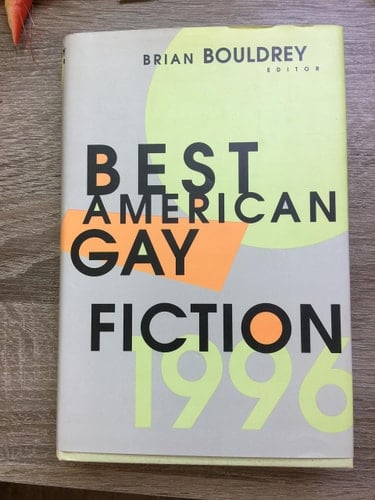 BRIAN BOULDREY
EDITOR
BEST
AMERICAN
GAY
FICTION
1996